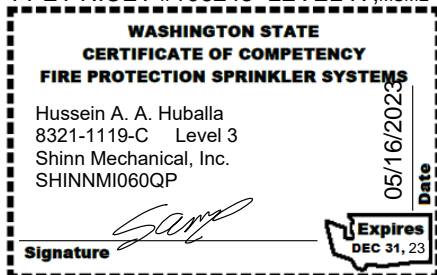 WASHINGTON STATE
CERTIFICATE OF COMPETENCY
FIRE PROTECTION SPRINKLER SYSTEMS
Hussein A. A. Huballa
8321-1119-C Level 3
Shinn Mechanical, Inc.
SHINNMI060QP
05/16/2023
Date
Signature
Expires
DEC 31, 23